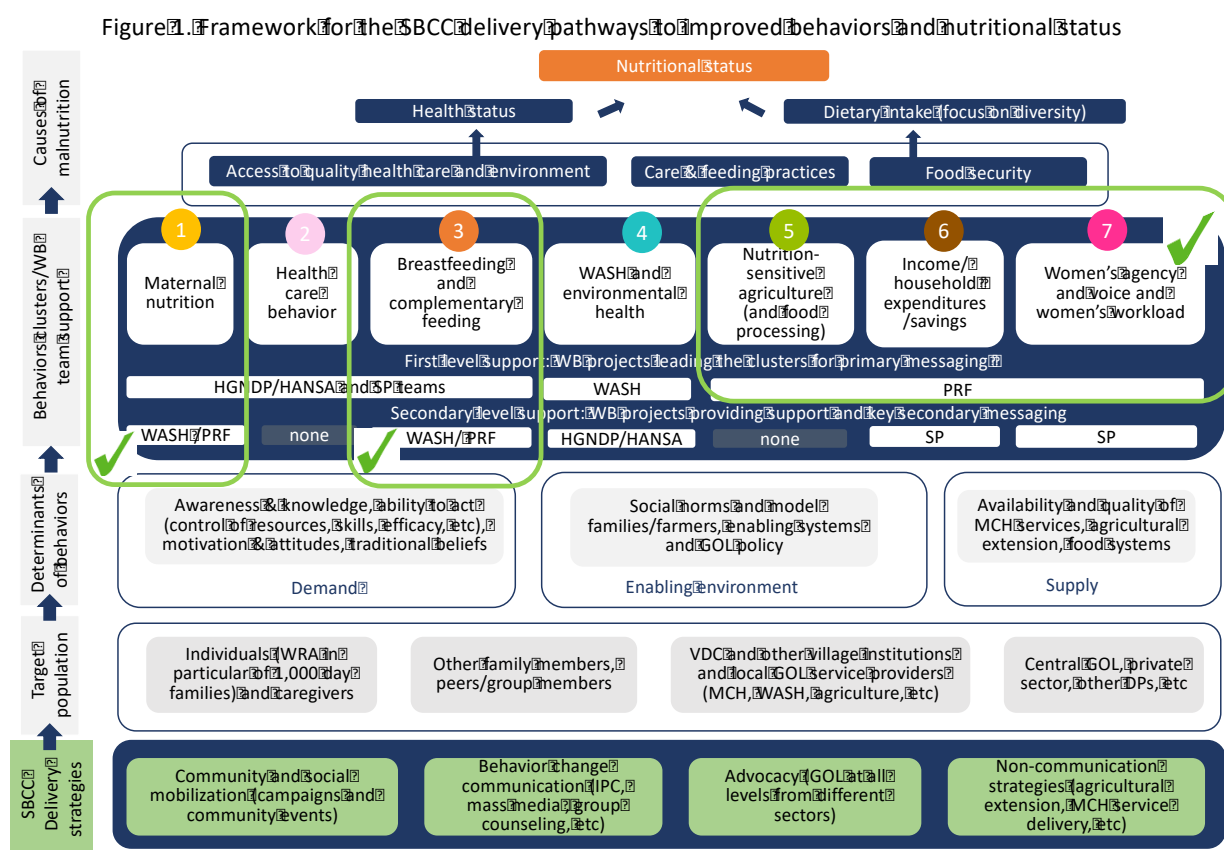 Figure 1. Framework for the SBCC delivery pathways to improved behaviors and nutritional status
Causes of
malnutrition
Nutritional status
Health status
Dietary intake (focus on diversity)
Access to quality health care and environment
Care & feeding practices
Food security
Behaviors clusters/WB
team support
1
2
3
4
5
6
7
Maternal
nutrition
Health
care
behavior
Breastfeeding
and
complementary
feeding
WASH and
environmental
health
Nutrition-
sensitive
agriculture
(and food
processing)
Income/
household
expenditures
/savings
Women's agency
and voice and
women's workload
First level support: WB projects leading the clusters for primary messaging
HGNDP/HANSA and SP teams
WASH
PRF
Secondary level support: WB projects providing support and key secondary messaging
WASH /PRF
none
WASH/ PRF
HGNDP/HANSA
none
SP
SP
Determinants
of behaviors
Awareness & knowledge, ability to act
(control of resources, skills, efficacy, etc),
motivation & attitudes, traditional beliefs
Demand
Social norms and model
families/farmers, enabling systems
and GOL policy
Enabling environment
Availability and quality of
MCH services, agricultural
extension, food systems
Supply
Target
population
Individuals (WRA in
particular of 1,000 day
families) and caregivers
Other family members,
peers/group members
VDC and other village institutions
and local GOL service providers
(MCH, WASH, agriculture, etc)
Central GOL, private
sector, other DPs, etc
SBCC
Delivery
strategies
Community and social
mobilization (campaigns and
community events)
Behavior change
communication (IPC,
mass media, group
counseling, etc)
Advocacy (GOL at all
levels from different
sectors)
Non-communication
strategies (agricultural
extension, MCH service
delivery, etc)